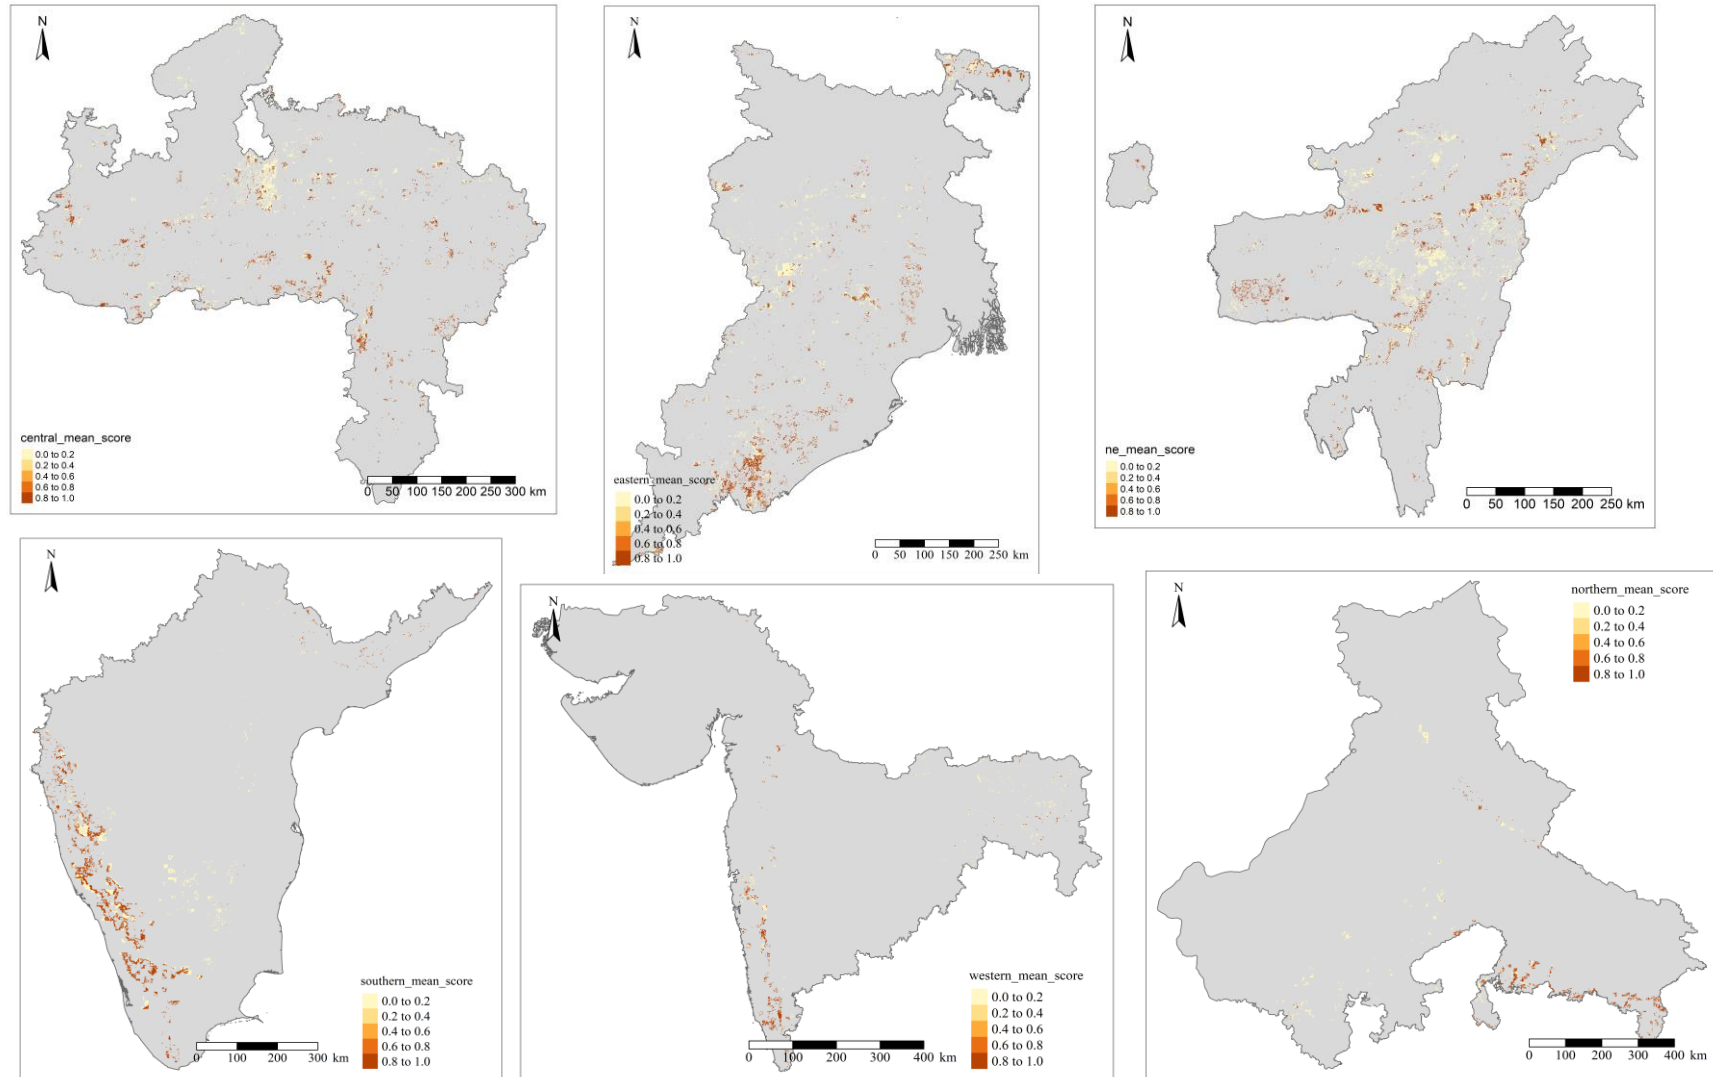 N
central_mean_score
0.0 to 0.2
0.2 to 0.4
0.4 to 0.6
0.6 to 0.8
0.8 to 1.0
0 50 100 150 200 250 300 km
N
eastern_mean_score
0.0 to 0.2
0.2 to 0.4
0.4 to 0.6
0.6 to 0.8
0.8 to 1.0
0 50 100 150 200 250 km
N
ne_mean_score
0.0 to 0.2
0.2 to 0.4
0.4 to 0.6
0.6 to 0.8
0.8 to 1.0
0 50 100 150 200 250 km
N
southern_mean_score
0.0 to 0.2
0.2 to 0.4
0.4 to 0.6
0.6 to 0.8
0.8 to 1.0
0 100 200 300 km
N
western_mean_score
0.0 to 0.2
0.2 to 0.4
0.4 to 0.6
0.6 to 0.8
0.8 to 1.0
0 100 200 300 400 km
N
northern_mean_score
0.0 to 0.2
0.2 to 0.4
0.4 to 0.6
0.6 to 0.8
0.8 to 1.0
0 100 200 300 400 km